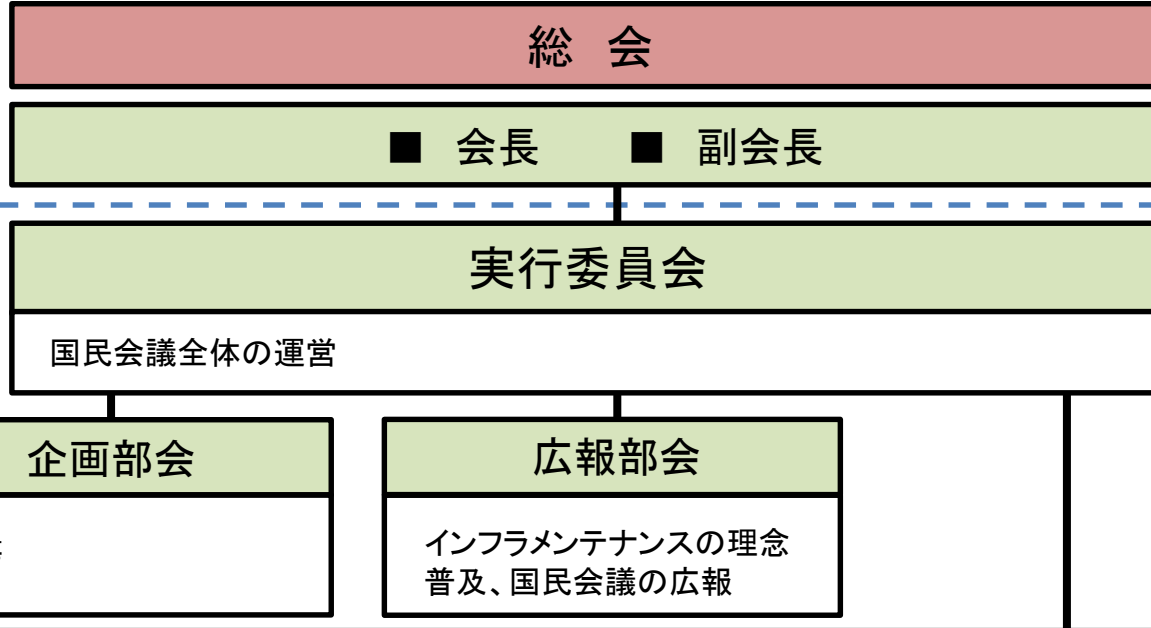 総 会
■ 会長 ■ 副会長
実行委員会
国民会議全体の運営
企画部会
広報部会
インフラメンテナンスの理念
普及、国民会議の広報